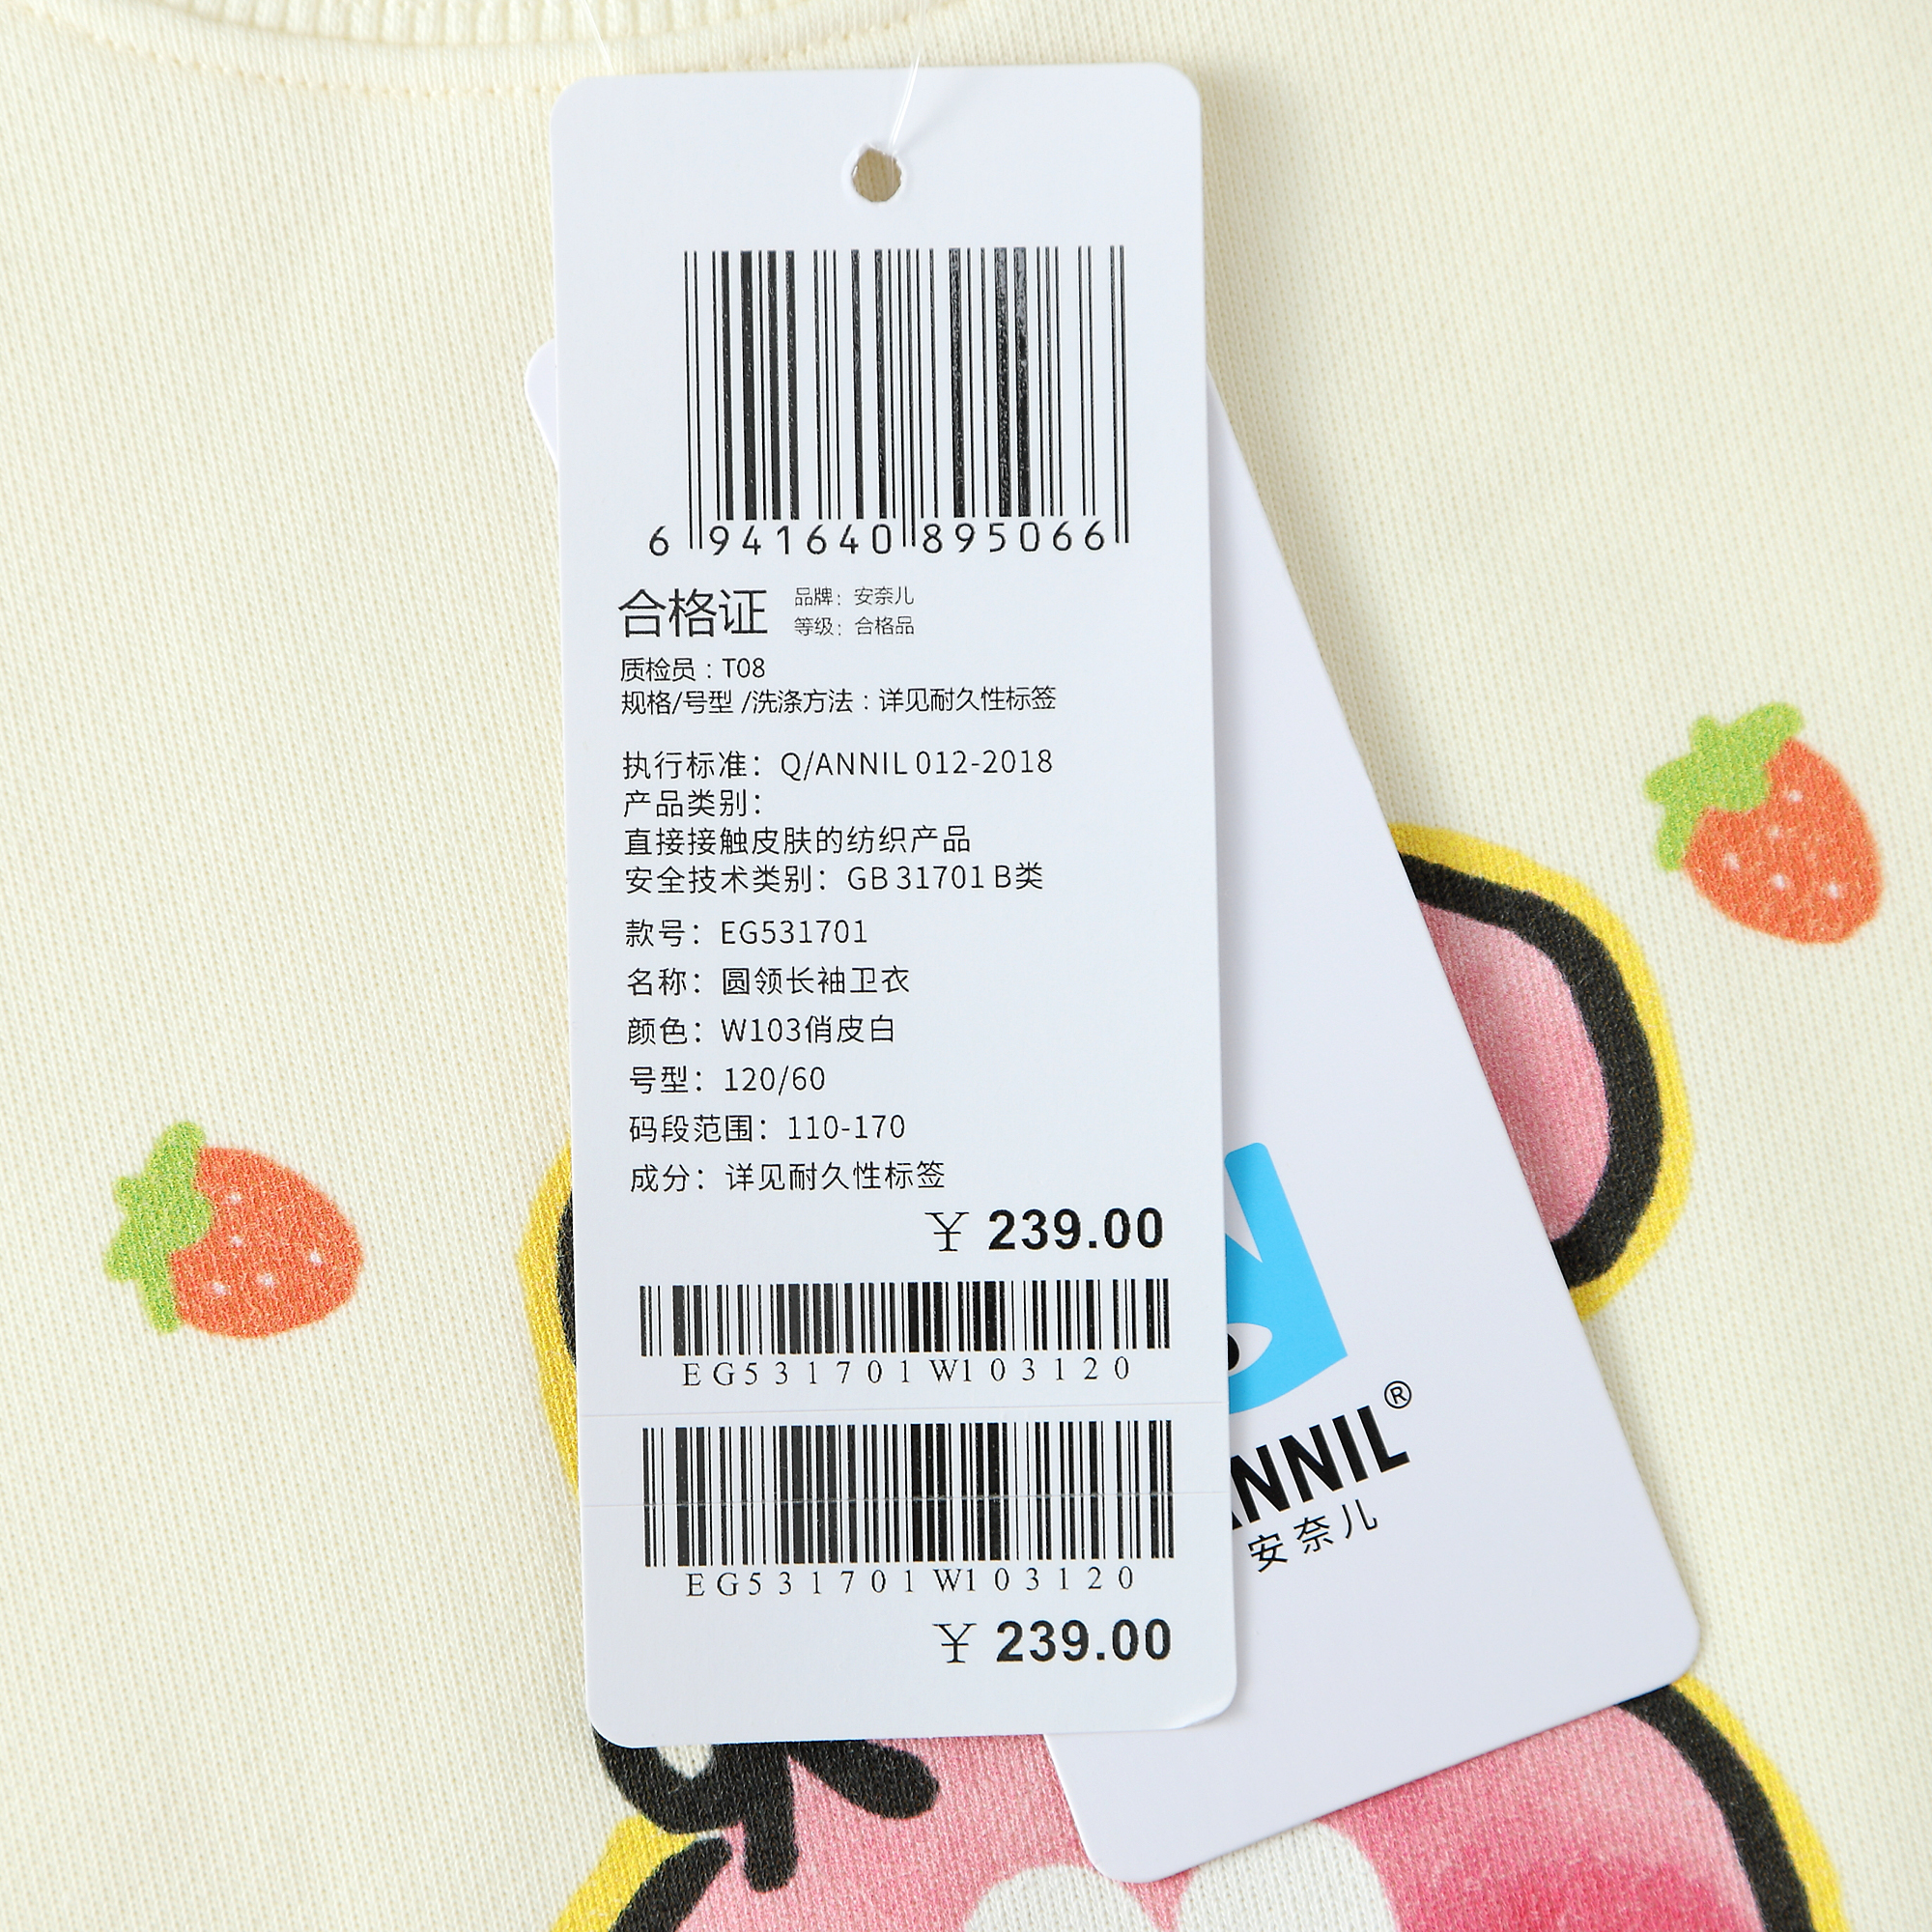 6 941640 895066
合格证
品牌：安奈儿
等级：合格品
质检员：T08
规格/号型 /洗涤方法：详见耐久性标签
执行标准：Q/ANNIL 012-2018
产品类别：
直接接触皮肤的纺织产品
安全技术类别：GB 31701 B类
款号：EG531701
名称：圆领长袖卫衣
颜色：W103俏皮白
号型：120/60
码段范围：110-170
成分：详见耐久性标签
¥ 239.00
EG531701W103120
EG531701W103120
¥ 239.00
ANNIL®
安奈儿